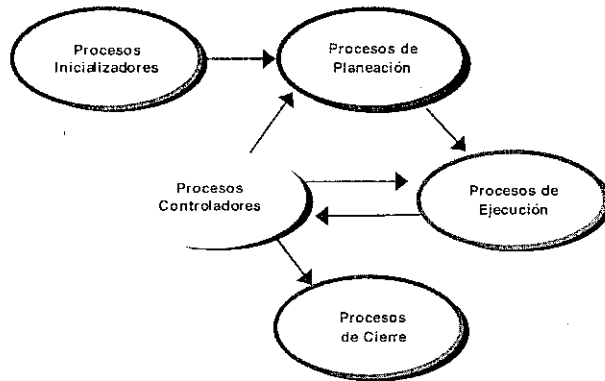 Procesos
Inicializadores
Procesos de
Planeación
Procesos
Controladores
Procesos de
Ejecución
Procesos
de Cierre